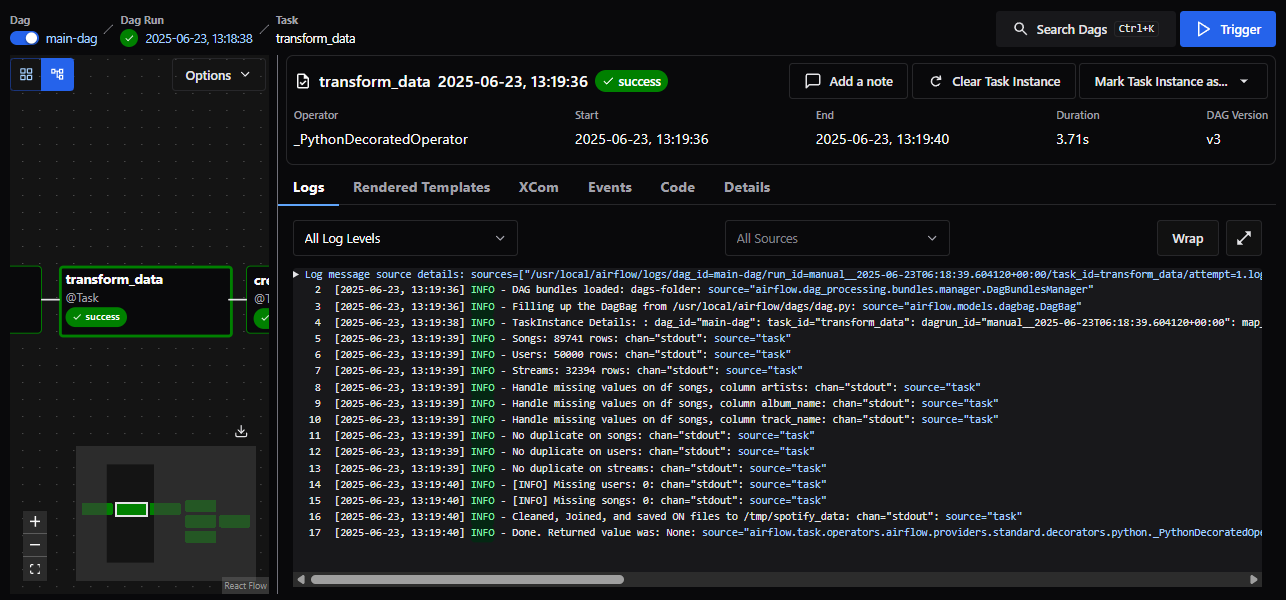 Dag
main-dag
Dag Run
2025-06-23, 13:18:38
Task
transform_data
Search Dags Ctrl+K
Trigger
Options
transform_data 2025-06-23, 13:19:36 success
Add a note
Clear Task Instance
Mark Task Instance as...
Operator Start End Duration DAG Version
_PythonDecoratedOperator 2025-06-23, 13:19:36 2025-06-23, 13:19:40 3.71s v3
Logs Rendered Templates XCom Events Code Details
All Log Levels All Sources Wrap
transform_data
@Task
success
cre
@T
Log message source details: sources=["/usr/local/airflow/logs/dag_id=main-dag/run_id=manual__2025-06-23T06:18:39.604120+00:00/task_id=transform_data/attempt=1.log
2 [2025-06-23, 13:19:36] INFO - DAG bundles loaded: dags-folder: source="airflow.dag_processing.bundles.manager.DagBundlesManager"
3 [2025-06-23, 13:19:36] INFO - Filling up the DagBag from /usr/local/airflow/dags/dag.py: source="airflow.models.dagbag.DagBag"
4 [2025-06-23, 13:19:38] INFO - TaskInstance Details: : dag_id="main-dag": task_id="transform_data": dagrun_id="manual__2025-06-23T06:18:39.604120+00:00": map_
5 [2025-06-23, 13:19:39] INFO - Songs: 89741 rows: chan="stdout": source="task"
6 [2025-06-23, 13:19:39] INFO - Users: 50000 rows: chan="stdout": source="task"
7 [2025-06-23, 13:19:39] INFO - Streams: 32394 rows: chan="stdout": source="task"
8 [2025-06-23, 13:19:39] INFO - Handle missing values on df songs, column artists: chan="stdout": source="task"
9 [2025-06-23, 13:19:39] INFO - Handle missing values on df songs, column album_name: chan="stdout": source="task"
10 [2025-06-23, 13:19:39] INFO - Handle missing values on df songs, column track_name: chan="stdout": source="task"
11 [2025-06-23, 13:19:39] INFO - No duplicate on songs: chan="stdout": source="task"
12 [2025-06-23, 13:19:39] INFO - No duplicate on users: chan="stdout": source="task"
13 [2025-06-23, 13:19:39] INFO - No duplicate on streams: chan="stdout": source="task"
14 [2025-06-23, 13:19:40] INFO - [INFO] Missing users: 0: chan="stdout": source="task"
15 [2025-06-23, 13:19:40] INFO - [INFO] Missing songs: 0: chan="stdout": source="task"
16 [2025-06-23, 13:19:40] INFO - Cleaned, Joined, and saved ON files to /tmp/spotify_data: chan="stdout": source="task"
17 [2025-06-23, 13:19:40] INFO - Done. Returned value was: None: source="airflow.task.operators.airflow.providers.standard.decorators.python._PythonDecoratedOpe
React Flow